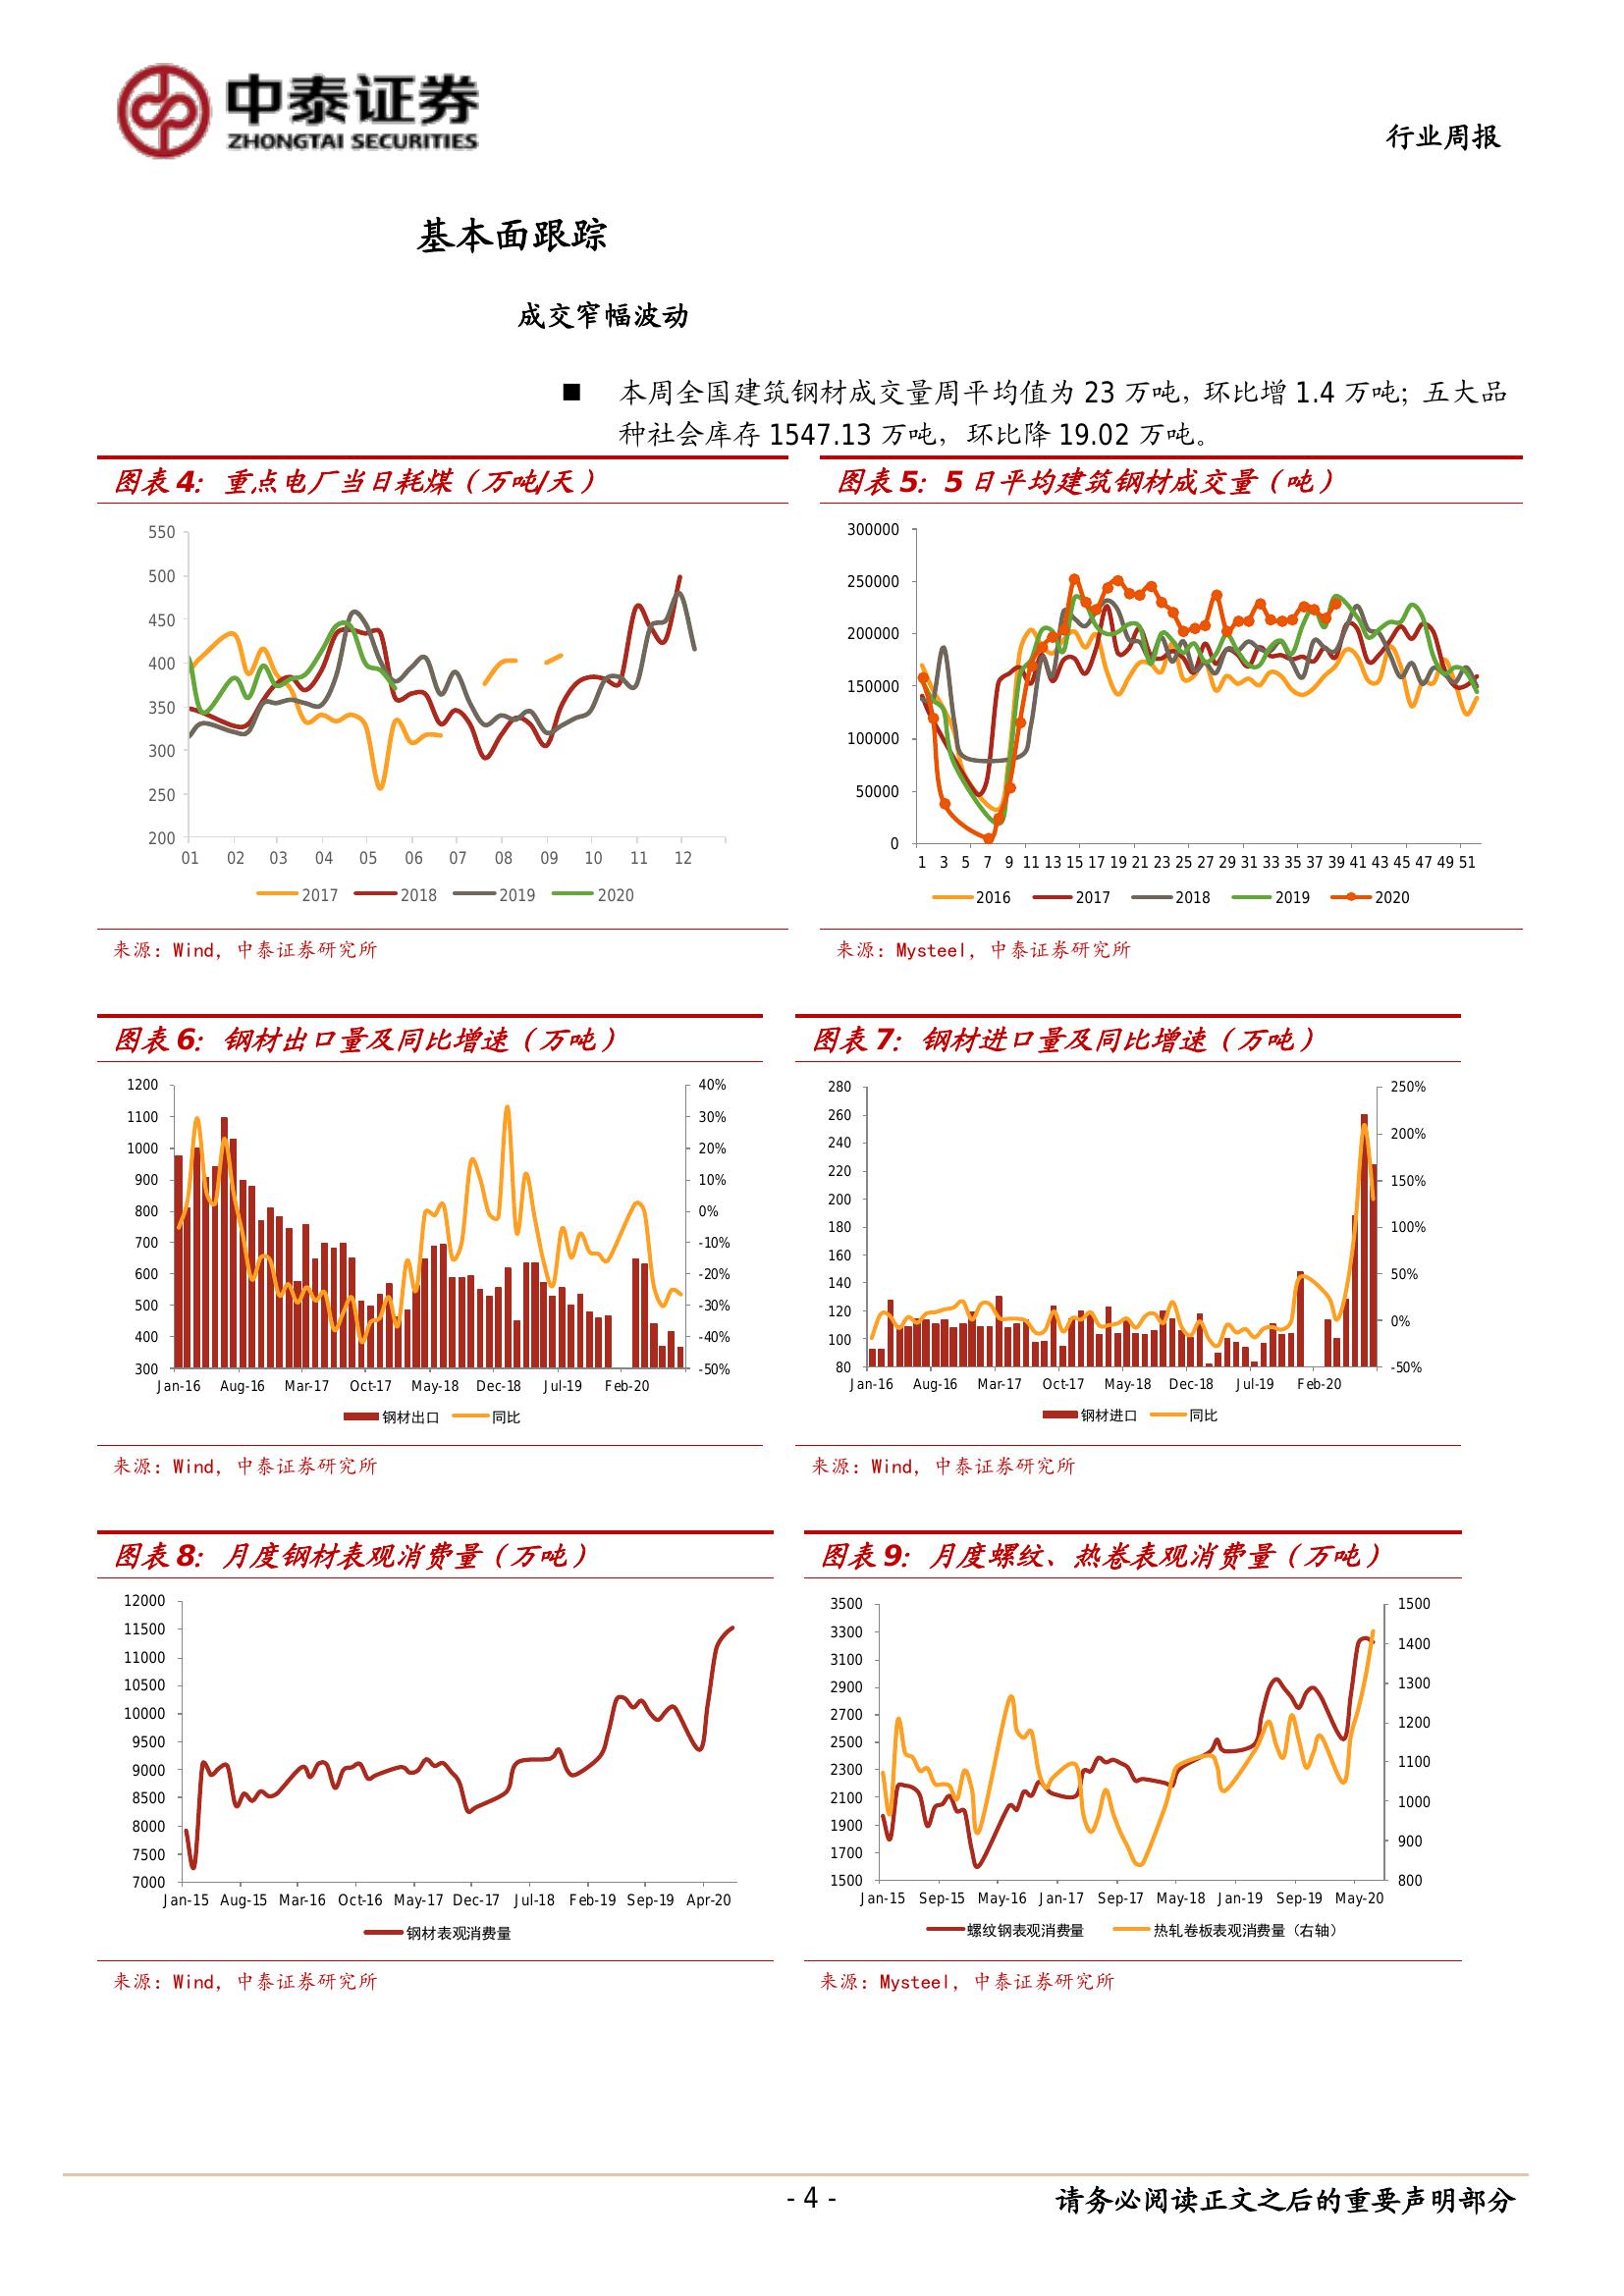 中泰证券
ZHONGTAI SECURITIES
行业周报
基本面跟踪
成交窄幅波动
■ 本周全国建筑钢材成交量周平均值为 23 万吨，环比增 1.4 万吨；五大品
种社会库存 1547.13 万吨，环比降 19.02 万吨。
图表 4：重点电厂当日耗煤（万吨/天）
550
500
450
400
350
300
250
200
01 02 03 04 05 06 07 08 09 10 11 12
2017 2018 2019 2020
来源：Wind，中泰证券研究所
图表 5：5 日平均建筑钢材成交量（吨）
300000
250000
200000
150000
100000
50000
0
1 3 5 7 9 11 13 15 17 19 21 23 25 27 29 31 33 35 37 39 41 43 45 47 49 51
2016 2017 2018 2019 2020
来源：Mysteel，中泰证券研究所
图表 6：钢材出口量及同比增速（万吨）
1200
1100
1000
900
800
700
600
500
400
300
40%
30%
20%
10%
0%
-10%
-20%
-30%
-40%
-50%
Jan-16 Aug-16 Mar-17 Oct-17 May-18 Dec-18 Jul-19 Feb-20
钢材出口 同比
来源：Wind，中泰证券研究所
图表 7：钢材进口量及同比增速（万吨）
280
260
240
220
200
180
160
140
120
100
80
250%
200%
150%
100%
50%
0%
-50%
Jan-16 Aug-16 Mar-17 Oct-17 May-18 Dec-18 Jul-19 Feb-20
钢材进口 同比
来源：Wind，中泰证券研究所
图表 8：月度钢材表观消费量（万吨）
12000
11500
11000
10500
10000
9500
9000
8500
8000
7500
7000
Jan-15 Aug-15 Mar-16 Oct-16 May-17 Dec-17 Jul-18 Feb-19 Sep-19 Apr-20
钢材表观消费量
来源：Wind，中泰证券研究所
图表 9：月度螺纹、热卷表观消费量（万吨）
3500
3300
3100
2900
2700
2500
2300
2100
1900
1700
1500
1500
1400
1300
1200
1100
1000
900
800
Jan-15 Sep-15 May-16 Jan-17 Sep-17 May-18 Jan-19 Sep-19 May-20
螺纹钢表观消费量 热轧卷板表观消费量（右轴）
来源：Mysteel，中泰证券研究所
- 4 -
请务必阅读正文之后的重要声明部分